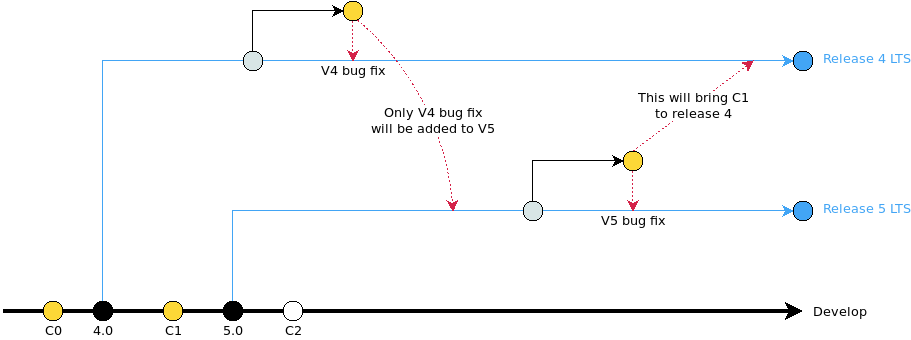 Release 4 LTS
V4 bug fix
This will bring C1
to release 4
Only V4 bug fix
will be added to V5
Release 5 LTS
V5 bug fix
Develop
C0
4.0
C1
5.0
C2